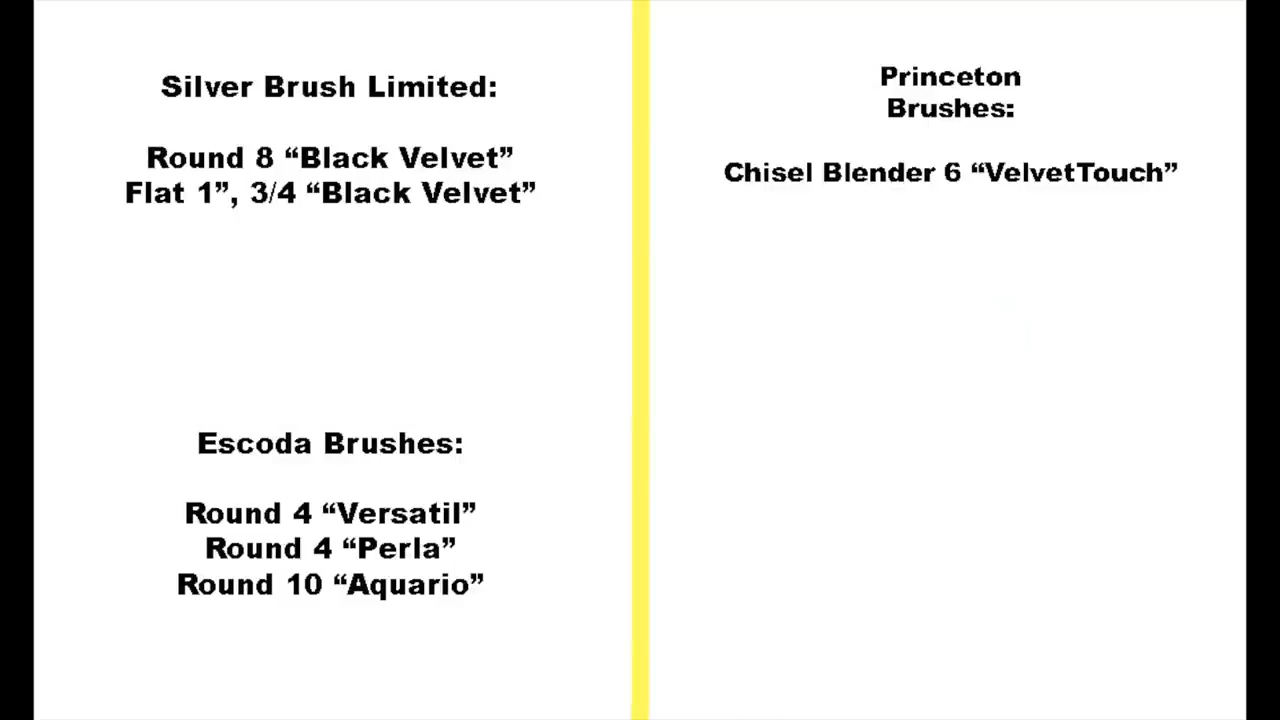 Silver Brush Limited:
Round 8 “Black Velvet”
Flat 1”, 3/4 “Black Velvet”
Escoda Brushes:
Round 4 “Versatil”
Round 4 “Perla”
Round 10 “Aquario”
Princeton
Brushes:
Chisel Blender 6 “VelvetTouch”